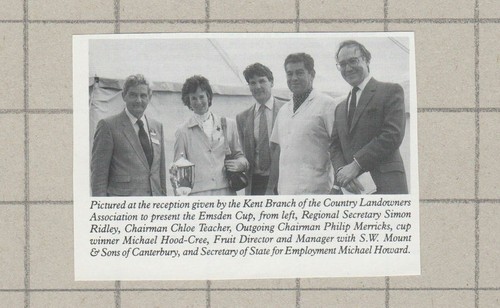 Pictured at the reception given by the Kent Branch of the Country Landowners
Association to present the Emsden Cup, from left, Regional Secretary Simon
Ridley, Chairman Chloe Teacher, Outgoing Chairman Philip Merricks, cup
winner Michael Hood-Cree, Fruit Director and Manager with S.W. Mount
& Sons of Canterbury, and Secretary of State for Employment Michael Howard.